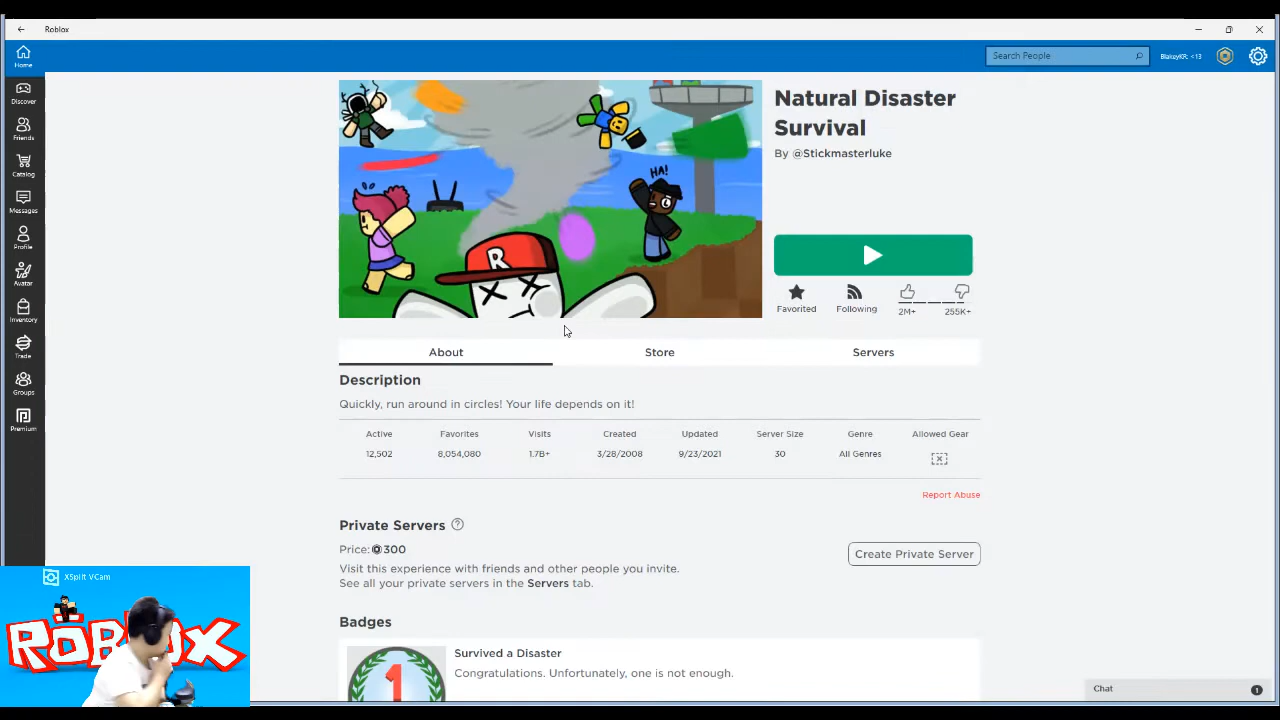 Roblox
Home
Search People
BlakeyKR: <13
Discover
Friends
Catalog
Messages
Profile
Avatar
Inventory
Trade
Groups
Premium
HA!
R
Natural Disaster
Survival
By @Stickmasterluke
Favorited
Following
2M+
255K+
About
Store
Servers
Description
Quickly, run around in circles! Your life depends on it!
Active
Favorites
Visits
Created
Updated
Server Size
Genre
Allowed Gear
12,502
8,054,080
1.7B+
3/28/2008
9/23/2021
30
All Genres
Report Abuse
Private Servers
Price: 300
Create Private Server
Visit this experience with friends and other people you invite.
See all your private servers in the Servers tab.
Badges
Survived a Disaster
Congratulations. Unfortunately, one is not enough.
1
XSplit VCam
ROBLOX
Chat
1